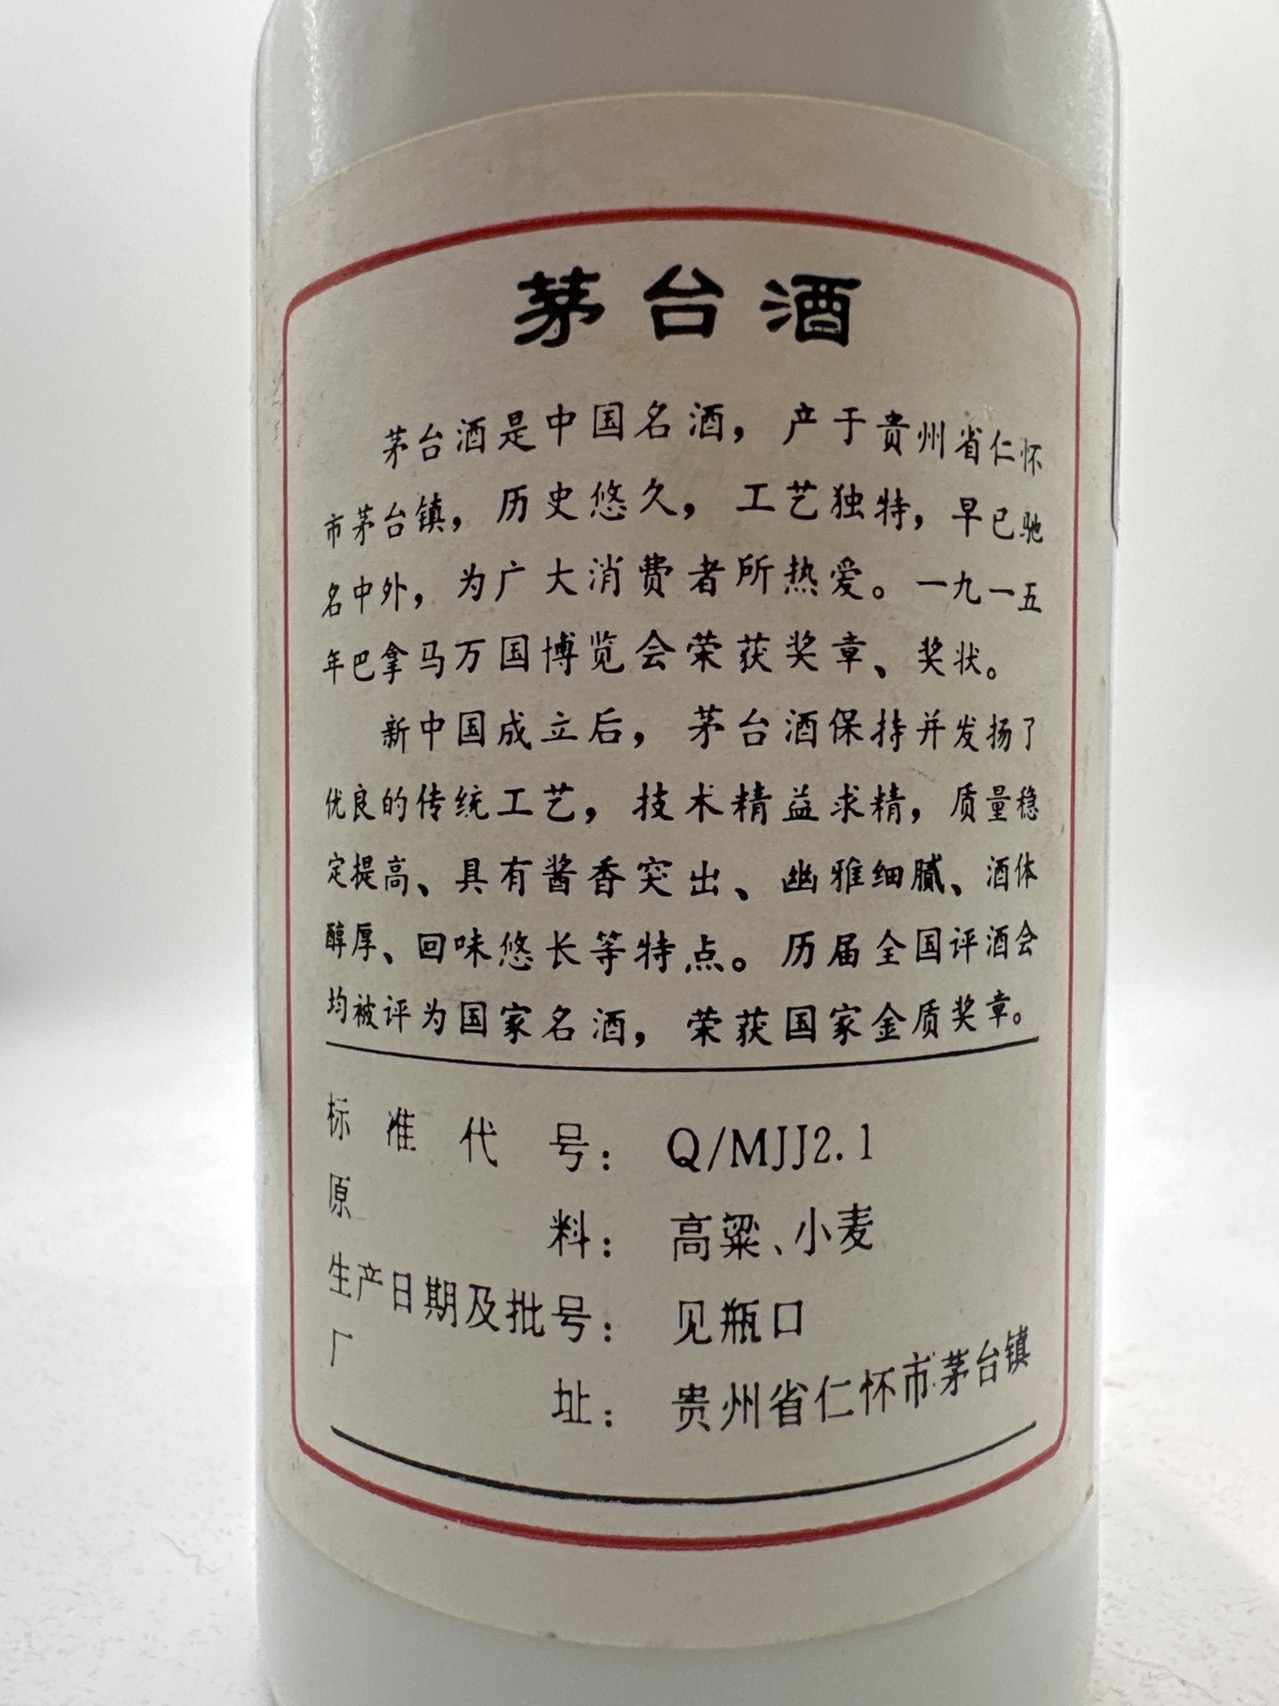 茅台酒
茅台酒是中国名酒，产于贵州省仁怀
市茅台镇，历史悠久，工艺独特，早已驰
名中外，为广大消费者所热爱。一九一五
年巴拿马万国博览会荣获奖章、奖状。
新中国成立后，茅台酒保持并发扬了
优良的传统工艺，技术精益求精，质量稳
定提高、具有酱香突出、幽雅细腻、酒体
醇厚、回味悠长等特点。历届全国评酒会
均被评为国家名酒，荣获国家金质奖章。
标准代号：Q/MJJ2.1
原料：高粱、小麦
生产日期及批号：见瓶口
厂址：贵州省仁怀市茅台镇